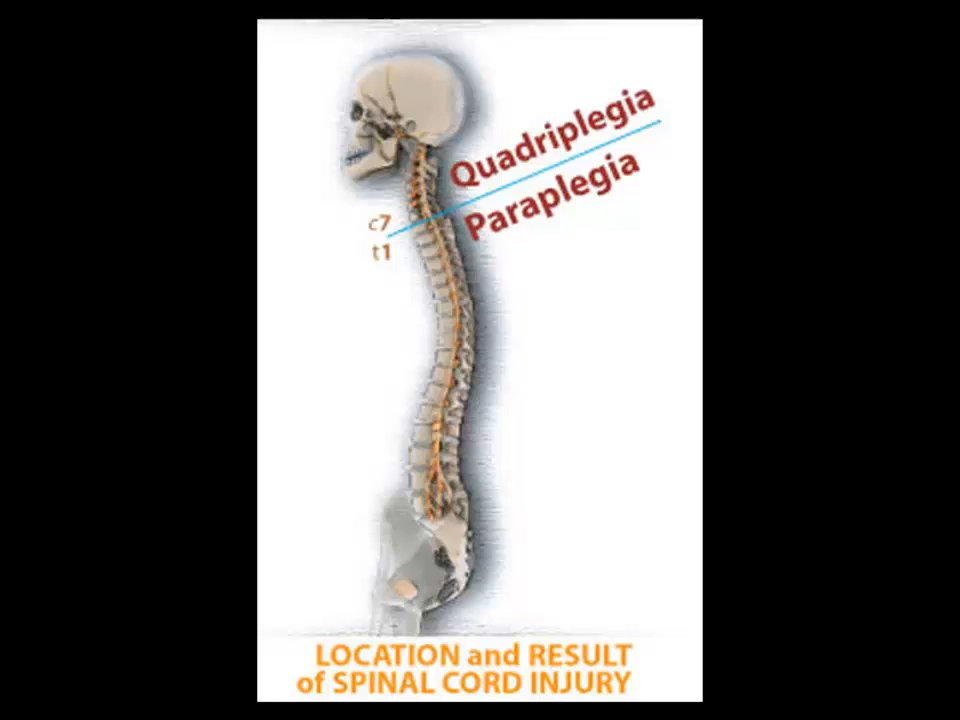 Quadriplegia
Paraplegia
c7
t1
LOCATION and RESULT
of SPINAL CORD INJURY